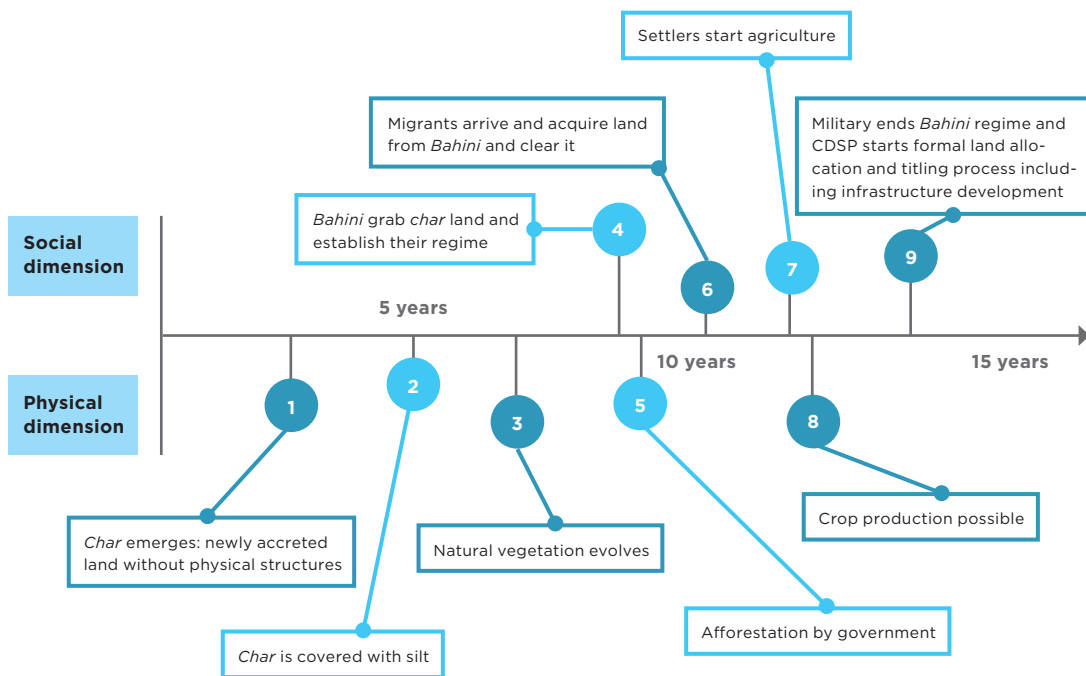 Settlers start agriculture
Migrants arrive and acquire land
from Bahini and clear it
Military ends Bahini regime and
CDSP starts formal land allo-
cation and titling process includ-
ing infrastructure development
Bahini grab char land and
establish their regime
4
6
7
9
Social
dimension
5 years
10 years
15 years
Physical
dimension
1
2
3
5
8
Char emerges: newly accreted
land without physical structures
Natural vegetation evolves
Crop production possible
Char is covered with silt
Afforestation by government